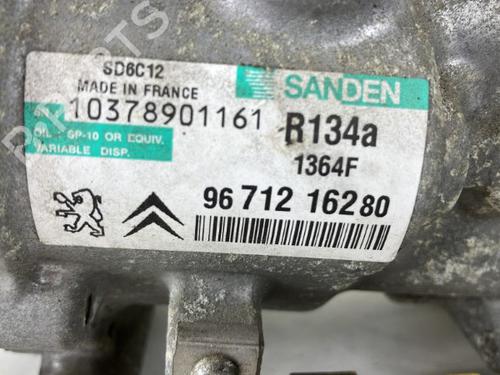 SD6C12
MADE IN FRANCE
SANDEN
10378901161
R134a
OIL: SP-10 OR EQUIV.
VARIABLE DISP.
1364F
96 712 162 80